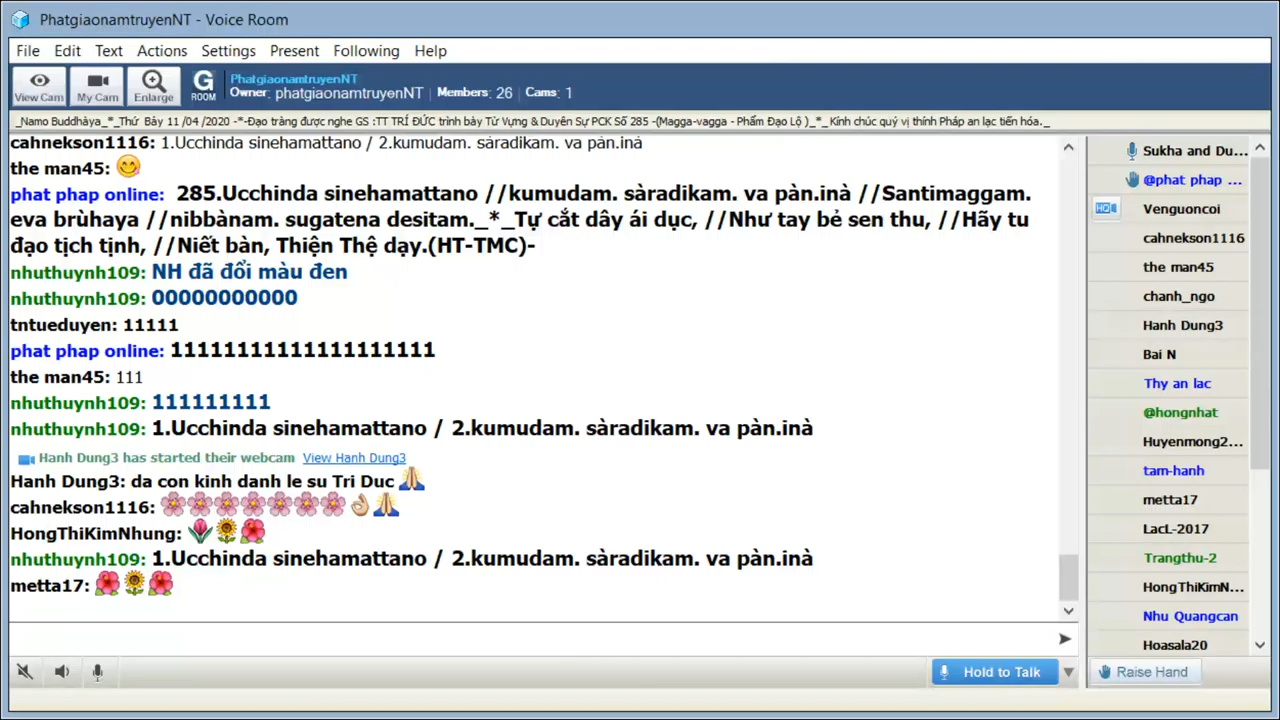 PhatgiaonamtruyenNT - Voice Room
File Edit Text Actions Settings Present Following Help
View Cam My Cam Enlarge G ROOM PhatgiaonamtruyenNT
Owner: phatgiaonamtruyenNT Members: 26 Cams: 1
_Namo Buddhàya_*_Thứ Bảy 11 /04 /2020 -*-Đạo tràng được nghe GS :TT TRÍ ĐỨC trình bày Từ Vựng & Duyên Sự PCK Số 285 -(Magga-vagga - Phẩm Đạo Lộ )_*_ Kính chúc quý vị thính Pháp an lạc tiến hóa._
cahnekson1116: 1.Ucchinda sinehamattano / 2.kumudam. sàradikam. va pàn.inà
the man45:
phat phap online: 285.Ucchinda sinehamattano //kumudam. sàradikam. va pàn.inà //Santimaggam.
eva brùhaya //nibbànam. sugatena desitam._*_Tự cắt dây ái dục, //Như tay bẻ sen thu, //Hãy tu
đạo tịch tịnh, //Niết bàn, Thiện Thệ dạy.(HT-TMC)-
nhuthuynh109: NH đã đổi màu đen
nhuthuynh109: 00000000000
tntueduyen: 11111
phat phap online: 11111111111111111111
the man45: 111
nhuthuynh109: 111111111
nhuthuynh109: 1.Ucchinda sinehamattano / 2.kumudam. sàradikam. va pàn.inà
Hanh Dung3 has started their webcam View Hanh Dung3
Hanh Dung3: da con kinh danh le su Tri Duc
cahnekson1116:
HongThiKimNhung:
nhuthuynh109: 1.Ucchinda sinehamattano / 2.kumudam. sàradikam. va pàn.inà
metta17:
Hold to Talk
Sukha and Du...
@phat phap ...
HQ Venguoncoi
cahnekson1116
the man45
chanh_ngo
Hanh Dung3
Bai N
Thy an lac
@hongnhat
Huyenmong2...
tam-hanh
metta17
LacL-2017
Trangthu-2
HongThiKimN...
Nhu Quangcan
Hoasala20
Raise Hand